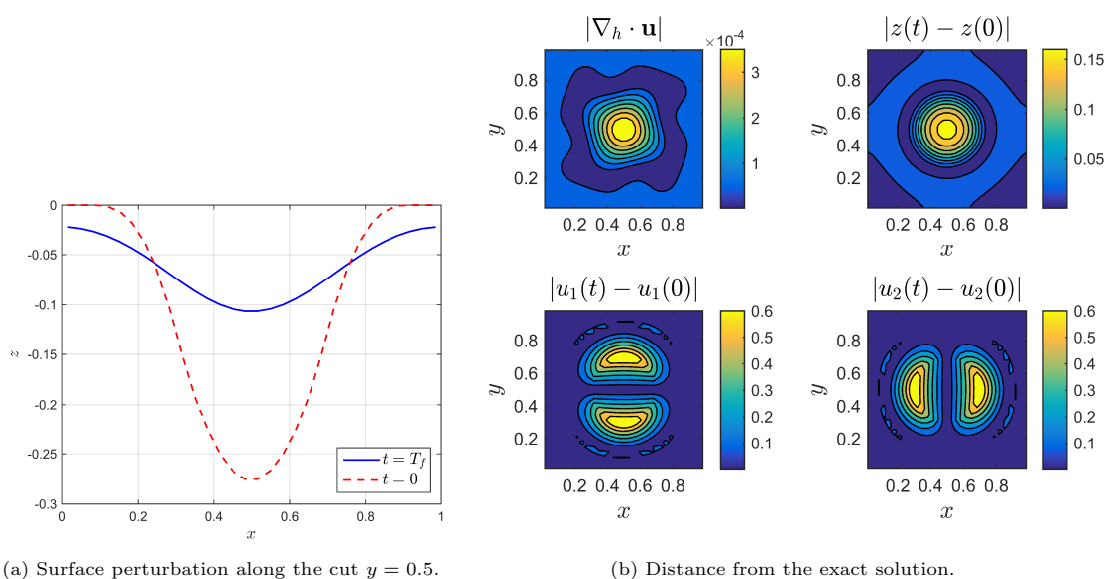 0
-0.05
-0.1
-0.15
-0.2
-0.25
-0.3
z
0 0.2 0.4 0.6 0.8 1
x
t = T_f
t − 0
(a) Surface perturbation along the cut y = 0.5.
|∇_h · u|
×10^-4
0.8
0.6
0.4
0.2
y
0.2 0.4 0.6 0.8
x
3
2
1
|z(t) − z(0)|
0.8
0.6
0.4
0.2
y
0.2 0.4 0.6 0.8
x
0.15
0.10
0.05
|u_1(t) − u_1(0)|
0.8
0.6
0.4
0.2
y
0.2 0.4 0.6 0.8
x
0.6
0.5
0.4
0.3
0.2
0.1
|u_2(t) − u_2(0)|
0.8
0.6
0.4
0.2
y
0.2 0.4 0.6 0.8
x
0.6
0.5
0.4
0.3
0.2
0.1
(b) Distance from the exact solution.